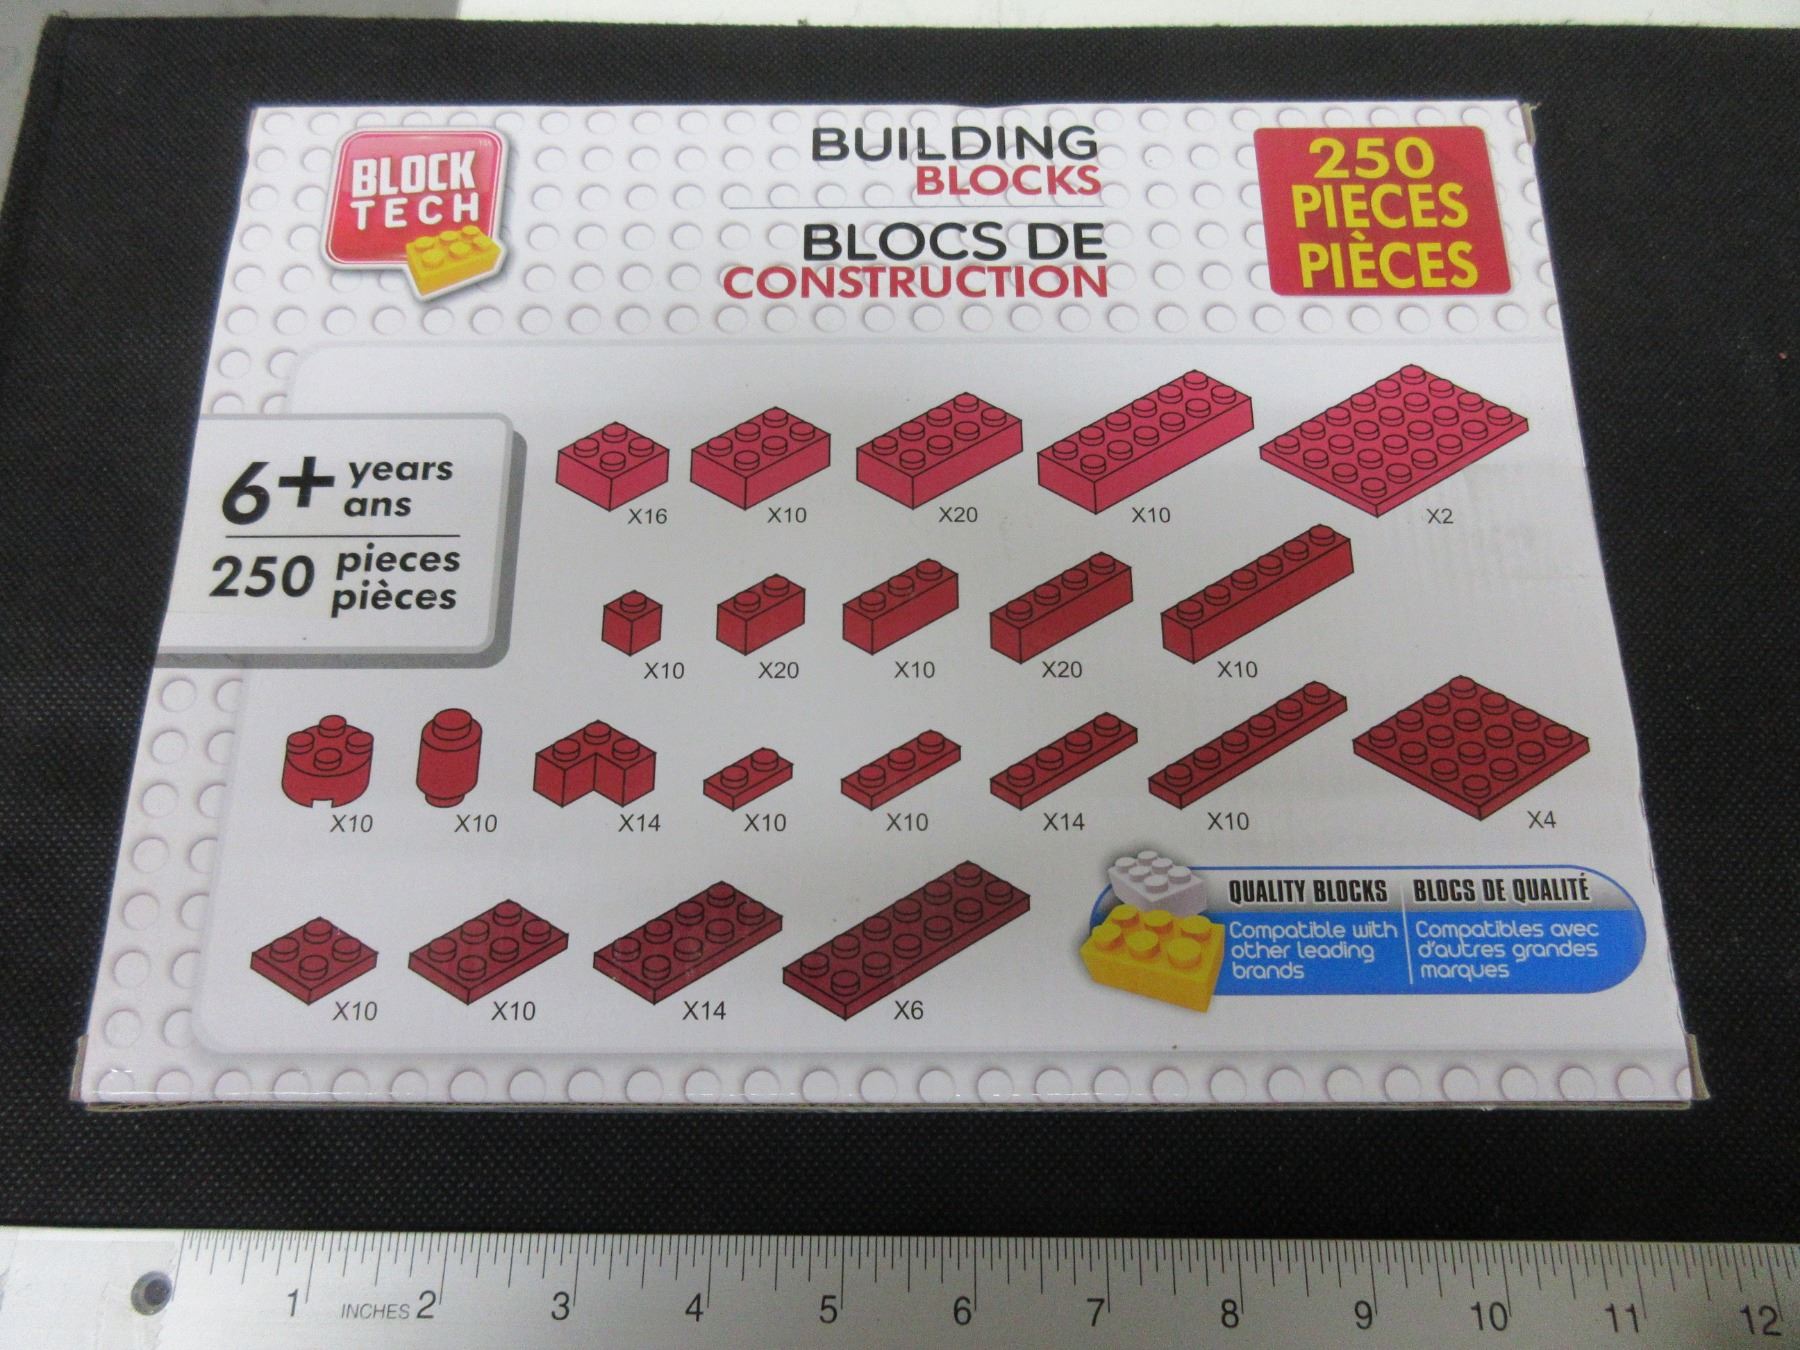 BLOCK
TECH
TM
BUILDING
BLOCKS
BLOCS DE
CONSTRUCTION
250
PIECES
PIÈCES
6+ years
ans
250 pieces
pièces
X16 X10 X20 X10 X2
X10 X20 X10 X20 X10
X10 X10 X14 X10 X10 X14 X10 X4
X10 X10 X14 X6
QUALITY BLOCKS
Compatible with
other leading
brands
BLOCS DE QUALITÉ
Compatibles avec
d'autres grandes
marques
1 INCHES 2 3 4 5 6 7 8 9 10 11 12